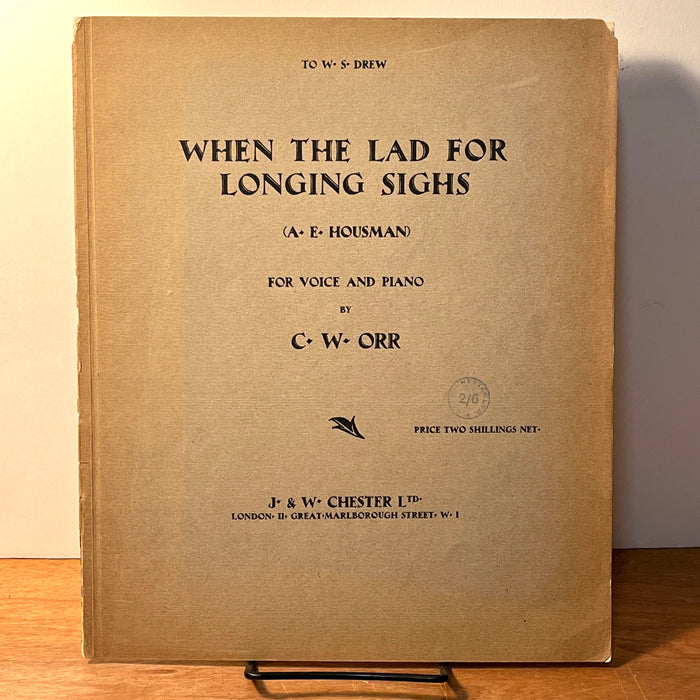 TO W. S. DREW
WHEN THE LAD FOR
LONGING SIGHS
(A. E. HOUSMAN)
FOR VOICE AND PIANO
BY
C. W. ORR
2/6
PRICE TWO SHILLINGS NET.
J. & W. CHESTER LTD.
LONDON: 11, GREAT MARLBOROUGH STREET, W. 1